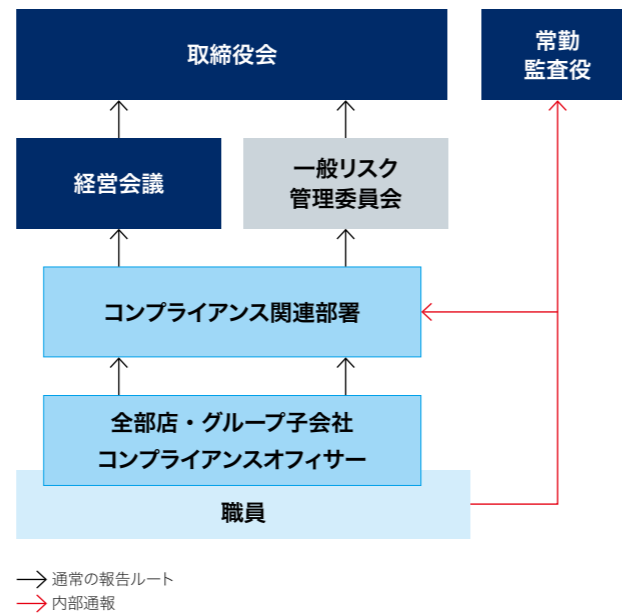 取締役会
常勤
監査役
経営会議
一般リスク
管理委員会
コンプライアンス関連部署
全部店・グループ子会社
コンプライアンスオフィサー
職員
通常の報告ルート
内部通報